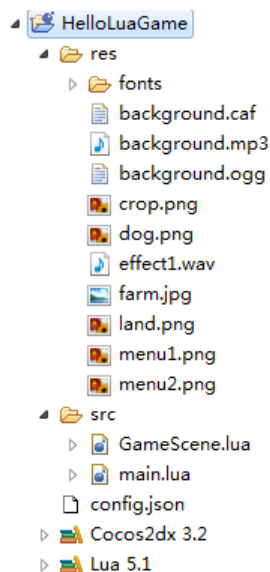 HelloLuaGame
res
fonts
background.caf
background.mp3
background.ogg
crop.png
dog.png
effect1.wav
farm.jpg
land.png
menu1.png
menu2.png
src
GameScene.lua
main.lua
config.json
Cocos2dx 3.2
Lua 5.1